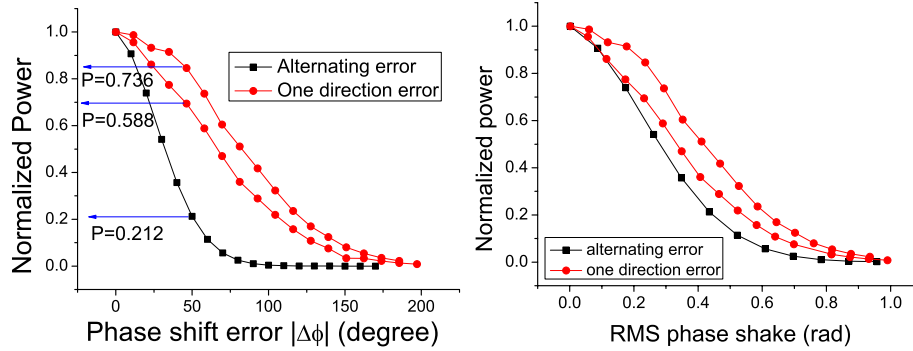 1.0
0.8
0.6
0.4
0.2
0.0
Normalized Power
Alternating error
One direction error
P=0.736
P=0.588
P=0.212
0 50 100 150 200
Phase shift error |Δϕ| (degree)
1.0
0.8
0.6
0.4
0.2
0.0
Normalized power
alternating error
one direction error
0.0 0.2 0.4 0.6 0.8 1.0
RMS phase shake (rad)